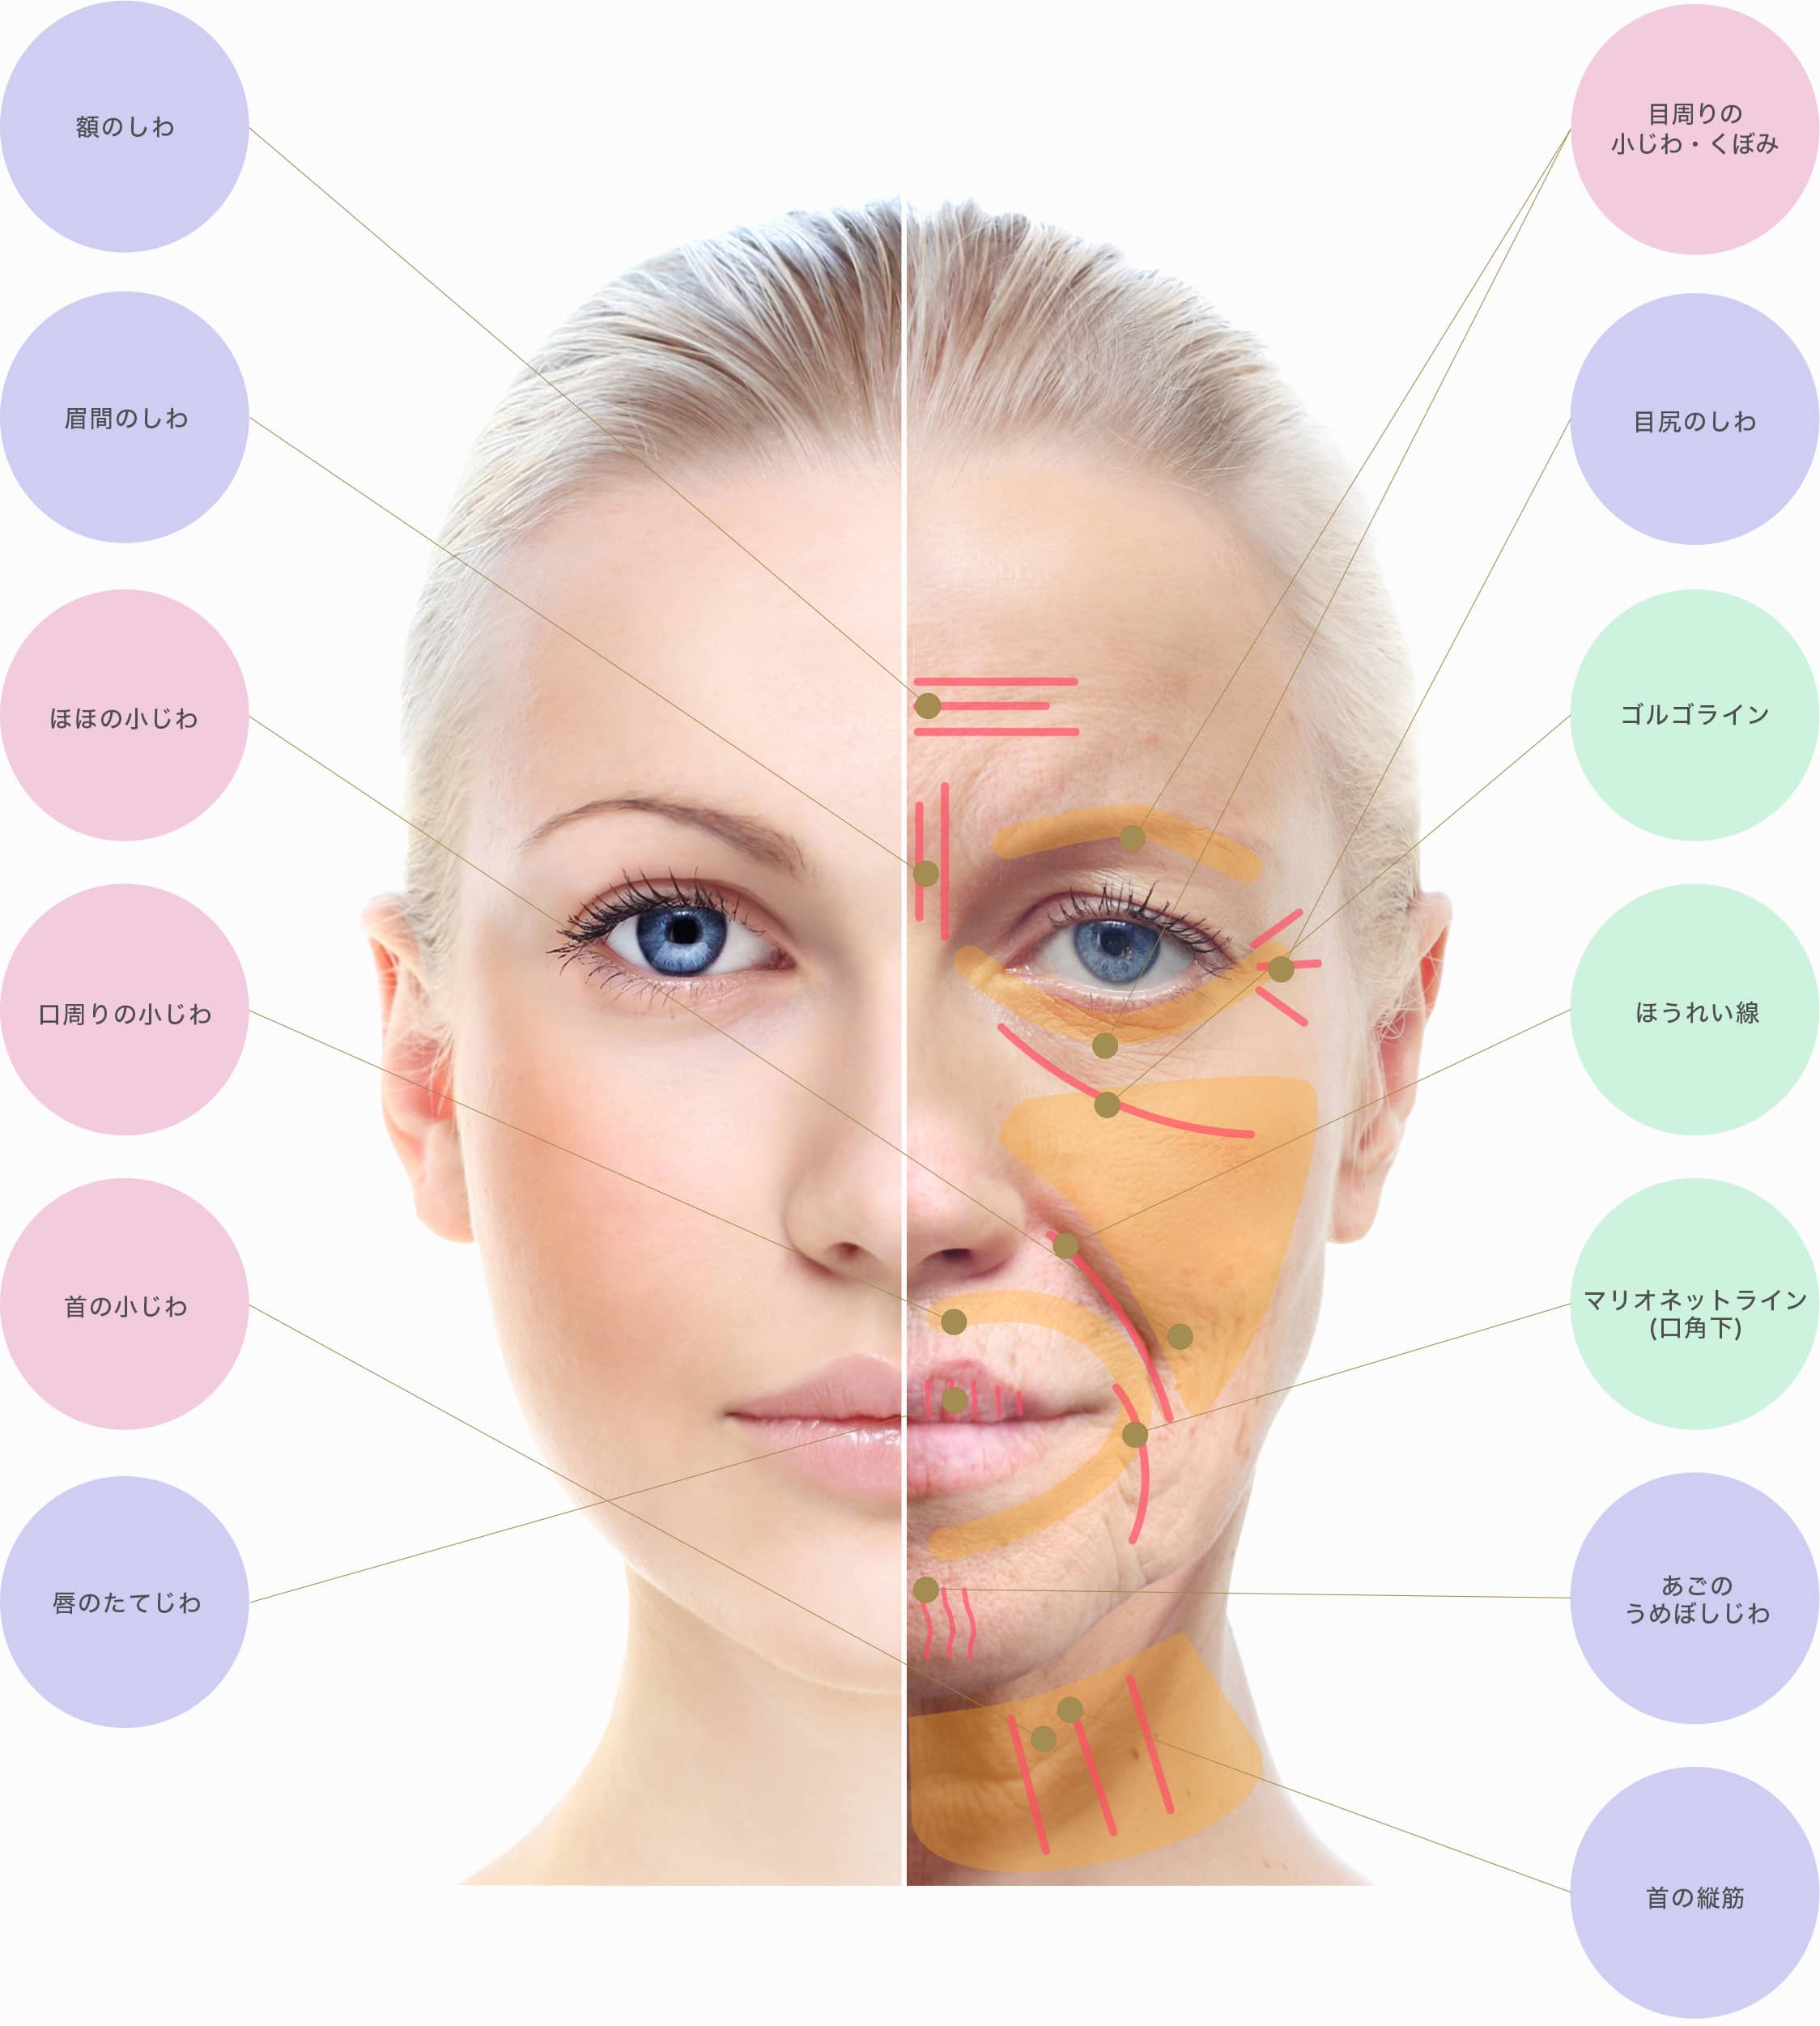 額のしわ
眉間のしわ
ほほの小じわ
口周りの小じわ
首の小じわ
唇のたてじわ
目周りの
小じわ・くぼみ
目尻のしわ
ゴルゴライン
ほうれい線
マリオネットライン
(口角下)
あごの
うめぼしじわ
首の縦筋